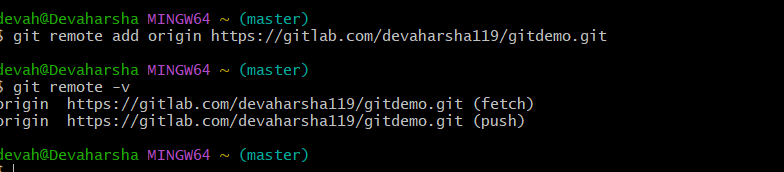 devah@Devaharsha MINGW64 ~ (master)
$ git remote add origin https://gitlab.com/devaharsha119/gitdemo.git
devah@Devaharsha MINGW64 ~ (master)
$ git remote -v
origin  https://gitlab.com/devaharsha119/gitdemo.git (fetch)
origin  https://gitlab.com/devaharsha119/gitdemo.git (push)
devah@Devaharsha MINGW64 ~ (master)
$